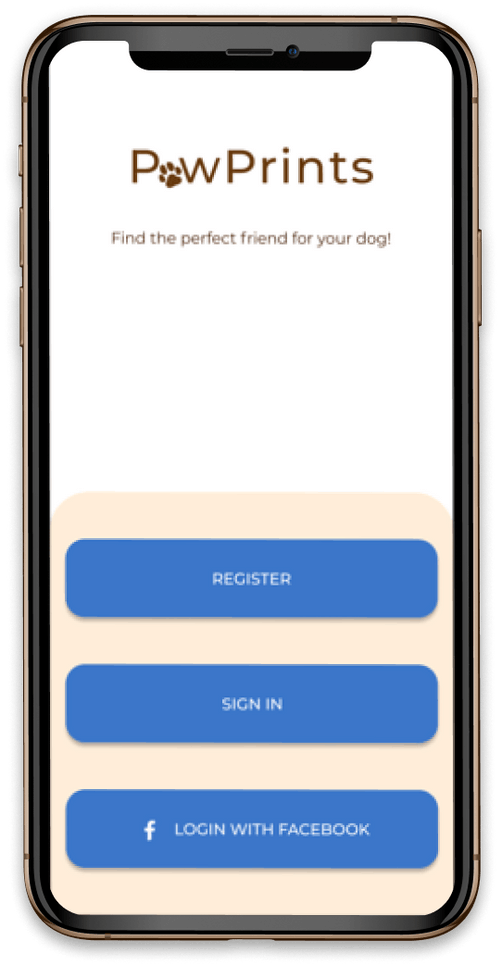 PawPrints
Find the perfect friend for your dog!
REGISTER
SIGN IN
f LOGIN WITH FACEBOOK